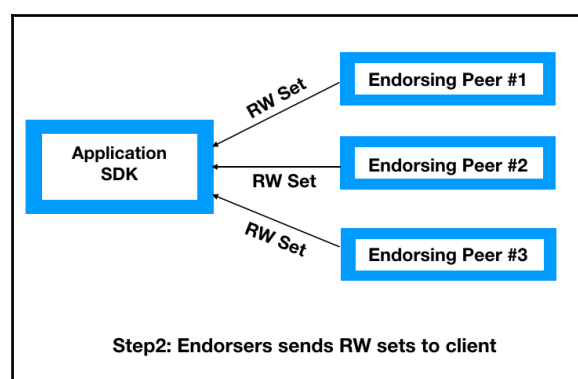 RW Set
Endorsing Peer #1
Application
SDK
RW Set
Endorsing Peer #2
RW Set
Endorsing Peer #3
Step2: Endorsers sends RW sets to client